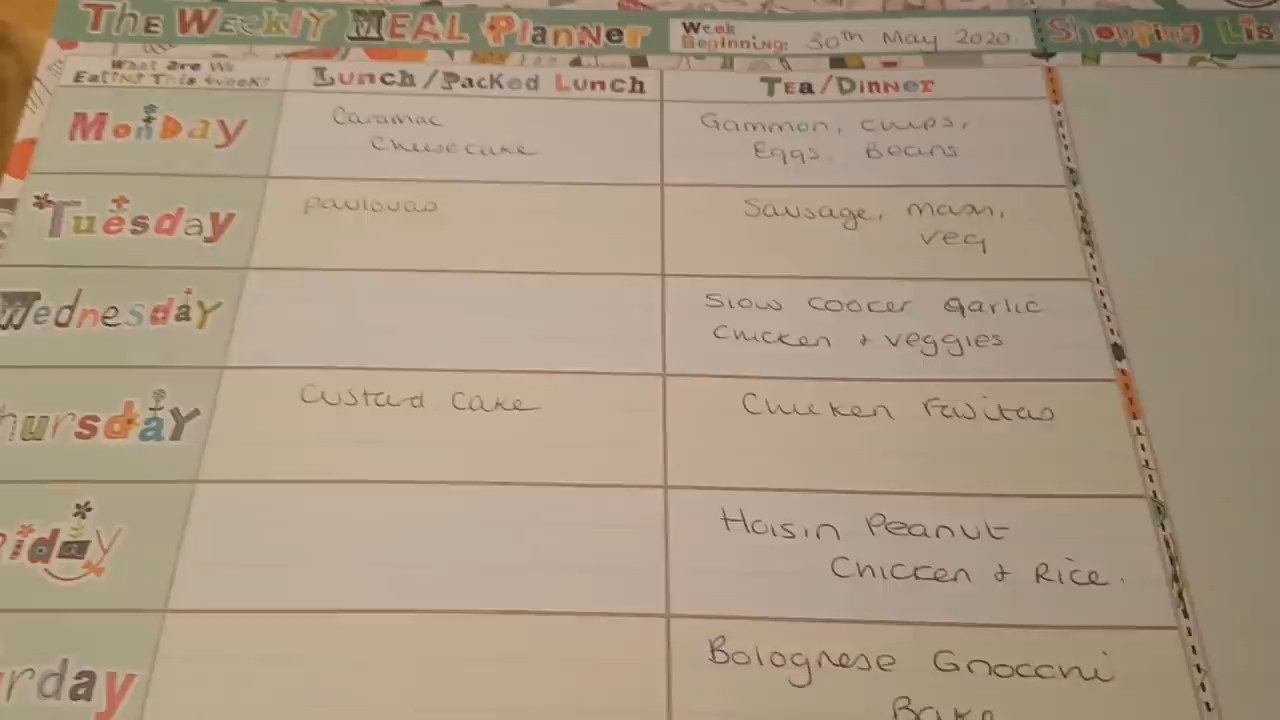 The Weekly Meal Planner
Week Beginning: 30th May 2020
Shopping Lis
What Are We
Eating This Week?
Lunch/Packed Lunch
Tea/Dinner
Monday
Caramac
Cheesecake
Gammon, chips,
Eggs, Beans
Tuesday
pavlovas
Sausage, mash,
veg
Wednesday
Slow coocer garlic
Chicken + veggies
hursday
Custard cake
Chicken Fajitas
iday
Hoisin Peanut
Chicken + Rice.
rday
Bolognese Gnocchi
Bake